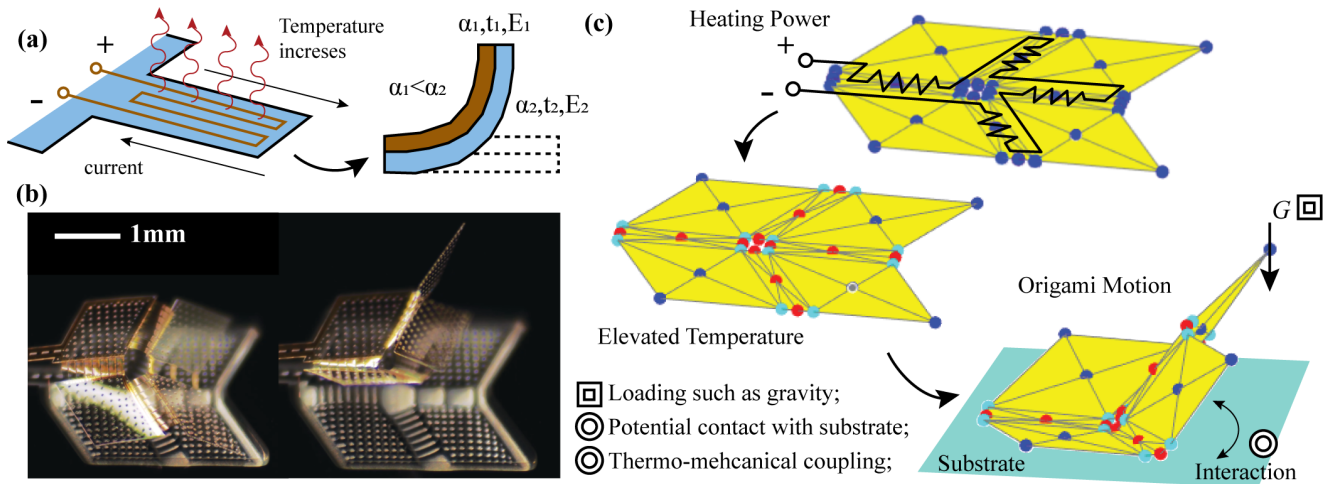 (a)
+
-
Temperature
increses
current
α₁,t₁,E₁
α₁<α₂
α₂,t₂,E₂
(b)
1mm
(c)
Heating Power
+
-
Elevated Temperature
G
Origami Motion
Loading such as gravity;
Potential contact with substrate;
Thermo-mehcanical coupling;
Substrate
Interaction